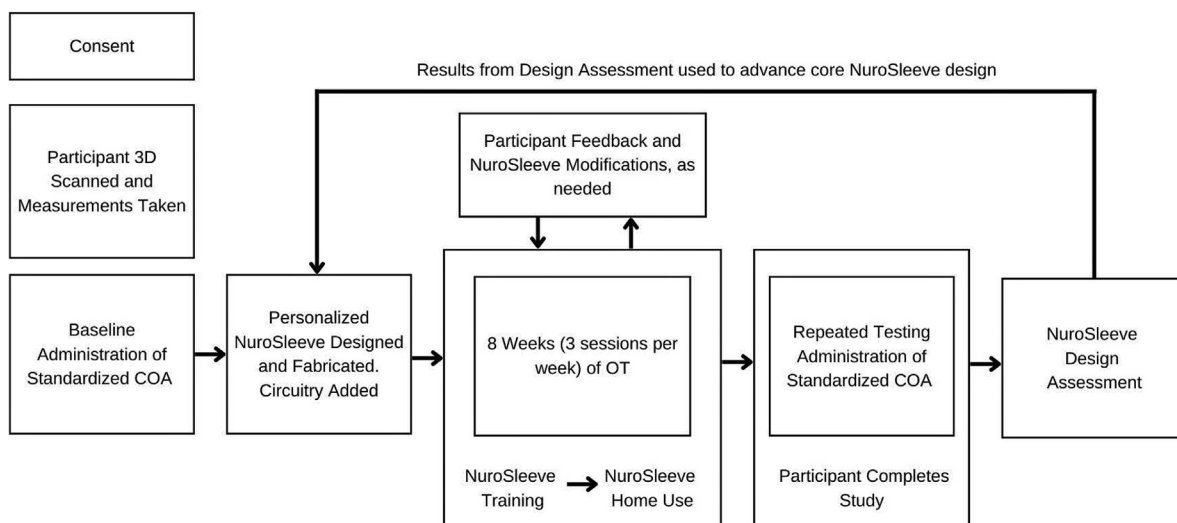 Consent
Results from Design Assessment used to advance core NuroSleeve design
Participant 3D
Scanned and
Measurements Taken
Participant Feedback and
NuroSleeve Modifications, as
needed
Baseline
Administration of
Standardized COA
Personalized
NuroSleeve Designed
and Fabricated.
Circuitry Added
8 Weeks (3 sessions per
week) of OT
NuroSleeve
Training
NuroSleeve
Home Use
Repeated Testing
Administration of
Standardized COA
Participant Completes
Study
NuroSleeve
Design
Assessment